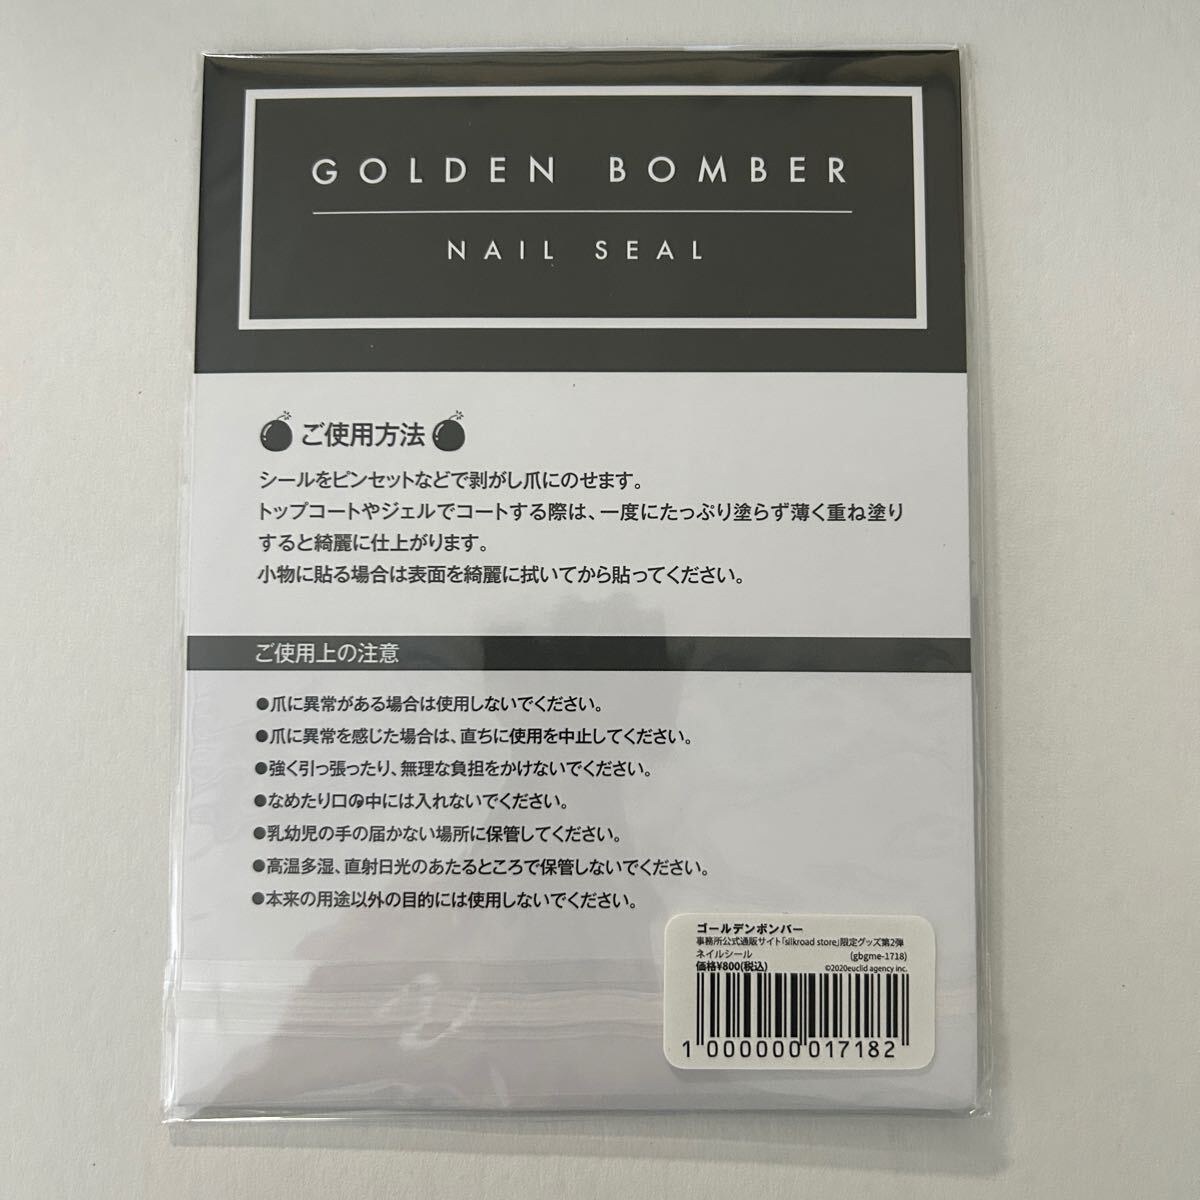 GOLDEN BOMBER
NAIL SEAL
ご使用方法
シールをピンセットなどで剥がし爪にのせます。
トップコートやジェルでコートする際は、一度にたっぷり塗らず薄く重ね塗り
すると綺麗に仕上がります。
小物に貼る場合は表面を綺麗に拭いてから貼ってください。
ご使用上の注意
●爪に異常がある場合は使用しないでください。
●爪に異常を感じた場合は、直ちに使用を中止してください。
●強く引っ張ったり、無理な負担をかけないでください。
●なめたり口の中には入れないでください。
●乳幼児の手の届かない場所に保管してください。
●高温多湿、直射日光のあたるところで保管しないでください。
●本来の用途以外の目的には使用しないでください。
ゴールデンボンバー
事務所公式通販サイト「silkroad store」限定グッズ第2弾
ネイルシール (gbgme-1718)
価格¥800(税込) ©2020euclid agency inc.
1 000000 017182